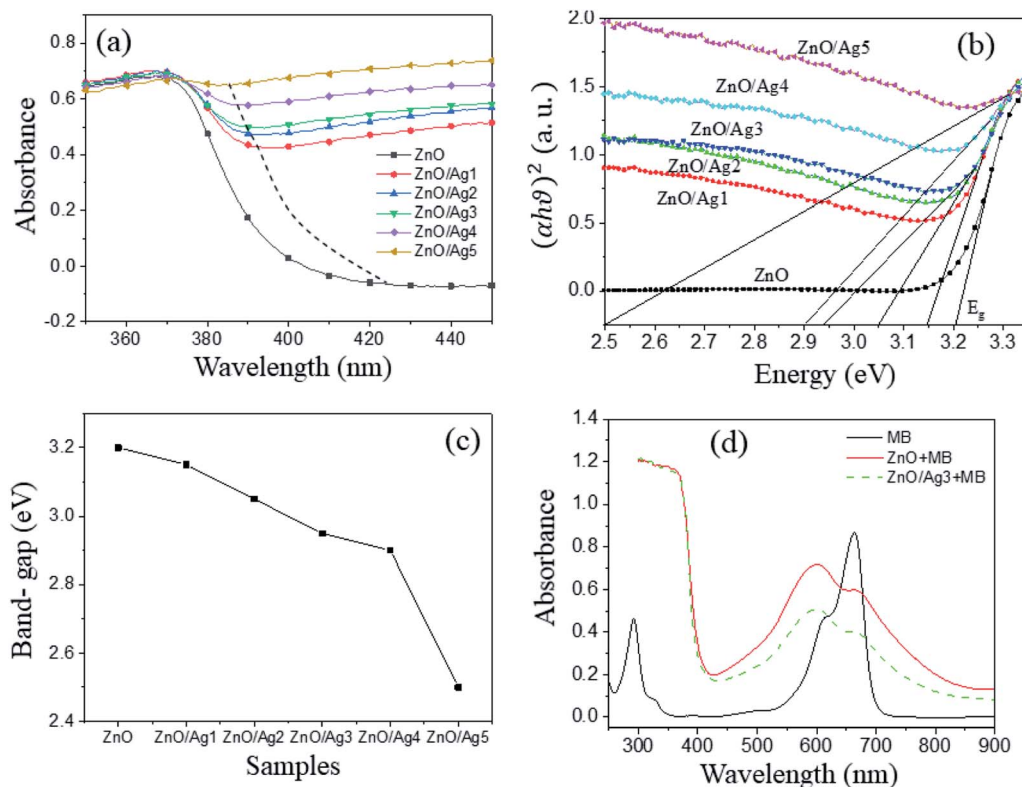 (a)
Absorbance
0.8
0.6
0.4
0.2
0.0
-0.2
360 380 400 420 440
Wavelength (nm)
ZnO
ZnO/Ag1
ZnO/Ag2
ZnO/Ag3
ZnO/Ag4
ZnO/Ag5
(b)
(αhϑ)² (a. u.)
2.0
1.5
1.0
0.5
0.0
ZnO/Ag5
ZnO/Ag4
ZnO/Ag3
ZnO/Ag2
ZnO/Ag1
ZnO
E_g
2.5 2.6 2.7 2.8 2.9 3.0 3.1 3.2 3.3
Energy (eV)
(c)
Band- gap (eV)
3.2
3.0
2.8
2.6
2.4
ZnO ZnO/Ag1 ZnO/Ag2 ZnO/Ag3 ZnO/Ag4 ZnO/Ag5
Samples
(d)
Absorbance
1.4
1.2
1.0
0.8
0.6
0.4
0.2
0.0
MB
ZnO+MB
ZnO/Ag3+MB
300 400 500 600 700 800 900
Wavelength (nm)